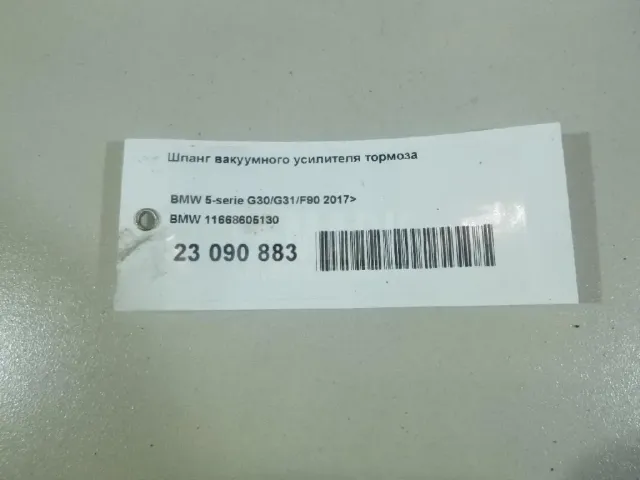 Шланг вакуумного усилителя тормоза
BMW 5-serie G30/G31/F90 2017>
BMW 11668605130
23 090 883